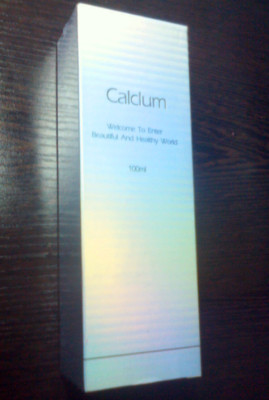 Calcium
Welcome To Enter
Beautiful And Healthy World
100ml